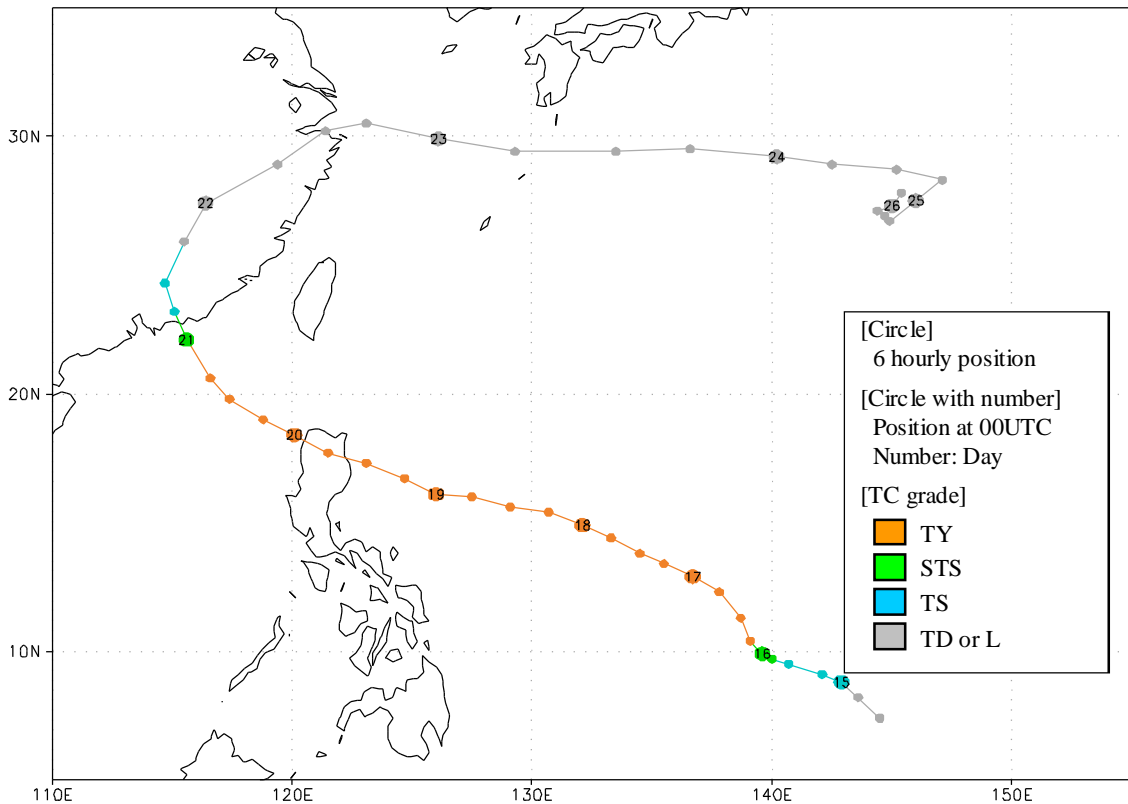 30N
23
24
22
26
25
21
20N
20
19
18
17
16
15
10N
[Circle]
6 hourly position
[Circle with number]
Position at 00UTC
Number: Day
[TC grade]
TY
STS
TS
TD or L
110E
120E
130E
140E
150E